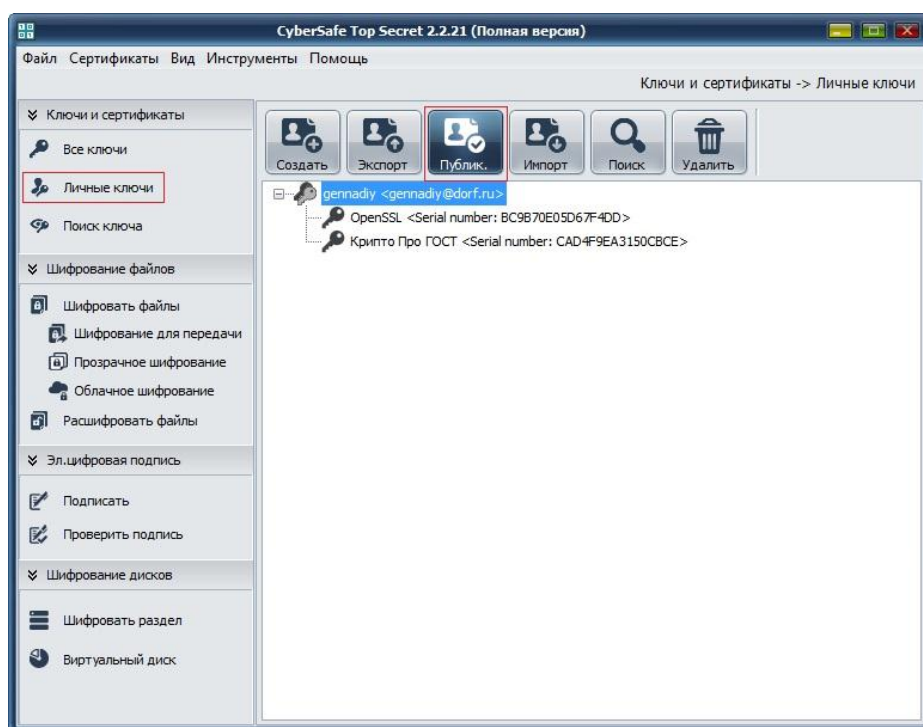 CyberSafe Top Secret 2.2.21 (Полная версия)
Файл Сертификаты Вид Инструменты Помощь
Ключи и сертификаты -> Личные ключи
Ключи и сертификаты
Все ключи
Личные ключи
Поиск ключа
Шифрование файлов
Шифровать файлы
Шифрование для передачи
Прозрачное шифрование
Облачное шифрование
Расшифровать файлы
Эл.цифровая подпись
Подписать
Проверить подпись
Шифрование дисков
Шифровать раздел
Виртуальный диск
Создать Экспорт Публик. Импорт Поиск Удалить
gennadiy <gennadiy@dorf.ru>
OpenSSL <Serial number: BC9B70E05D67F4DD>
Крипто Про ГОСТ <Serial number: CAD4F9EA3150CBCE>